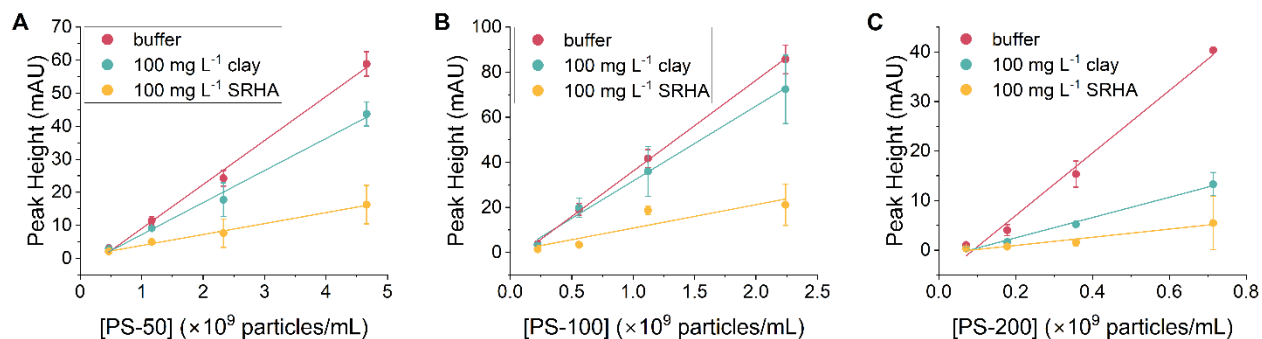 A
Peak Height (mAU)
70
60
50
40
30
20
10
0
buffer
100 mg L⁻¹ clay
100 mg L⁻¹ SRHA
0 1 2 3 4 5
[PS-50] (×10⁹ particles/mL)
B
Peak Height (mAU)
100
80
60
40
20
0
buffer
100 mg L⁻¹ clay
100 mg L⁻¹ SRHA
0.0 0.5 1.0 1.5 2.0 2.5
[PS-100] (×10⁹ particles/mL)
C
Peak Height (mAU)
40
30
20
10
0
buffer
100 mg L⁻¹ clay
100 mg L⁻¹ SRHA
0.0 0.2 0.4 0.6 0.8
[PS-200] (×10⁹ particles/mL)